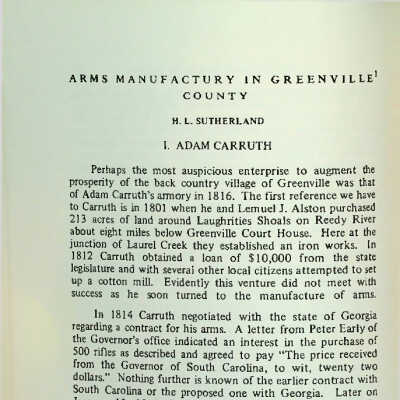 ARMS MANUFACTURY IN GREENVILLE¹
COUNTY
H. L. SUTHERLAND
I. ADAM CARRUTH
Perhaps the most auspicious enterprise to augment the
prosperity of the back country village of Greenville was that
of Adam Carruth's armory in 1816. The first reference we have
to Carruth is in 1801 when he and Lemuel J. Alston purchased
213 acres of land around Laughrities Shoals on Reedy River
about eight miles below Greenville Court House. Here at the
junction of Laurel Creek they established an iron works. In
1812 Carruth obtained a loan of $10,000 from the state
legislature and with several other local citizens attempted to set
up a cotton mill. Evidently this venture did not meet with
success as he soon turned to the manufacture of arms.
In 1814 Carruth negotiated with the state of Georgia
regarding a contract for his arms. A letter from Peter Early of
the Governor's office indicated an interest in the purchase of
500 rifles as described and agreed to pay "The price received
from the Governor of South Carolina, to wit, twenty two
dollars." Nothing further is known of the earlier contract with
South Carolina or the proposed one with Georgia. Later on